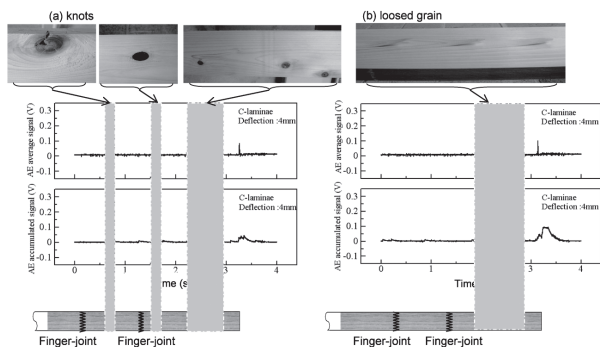 (a) knots
(b) loosed grain
AE average signal (V)
0.3
0.2
0.1
0
-0.1
C-laminae
Deflection :4mm
AE accumulated signal (V)
0.3
0.2
0.1
0
-0.1
C-laminae
Deflection :4mm
0
1
2
3
4
me (s
Finger-joint
Finger-joint
AE average signal (V)
0.3
0.2
0.1
0
-0.1
C-laminae
Deflection :4mm
AE accumulated signal (V)
0.3
0.2
0.1
0
-0.1
C-laminae
Deflection :4mm
0
1
3
4
Time
Finger-joint
Finger-joint